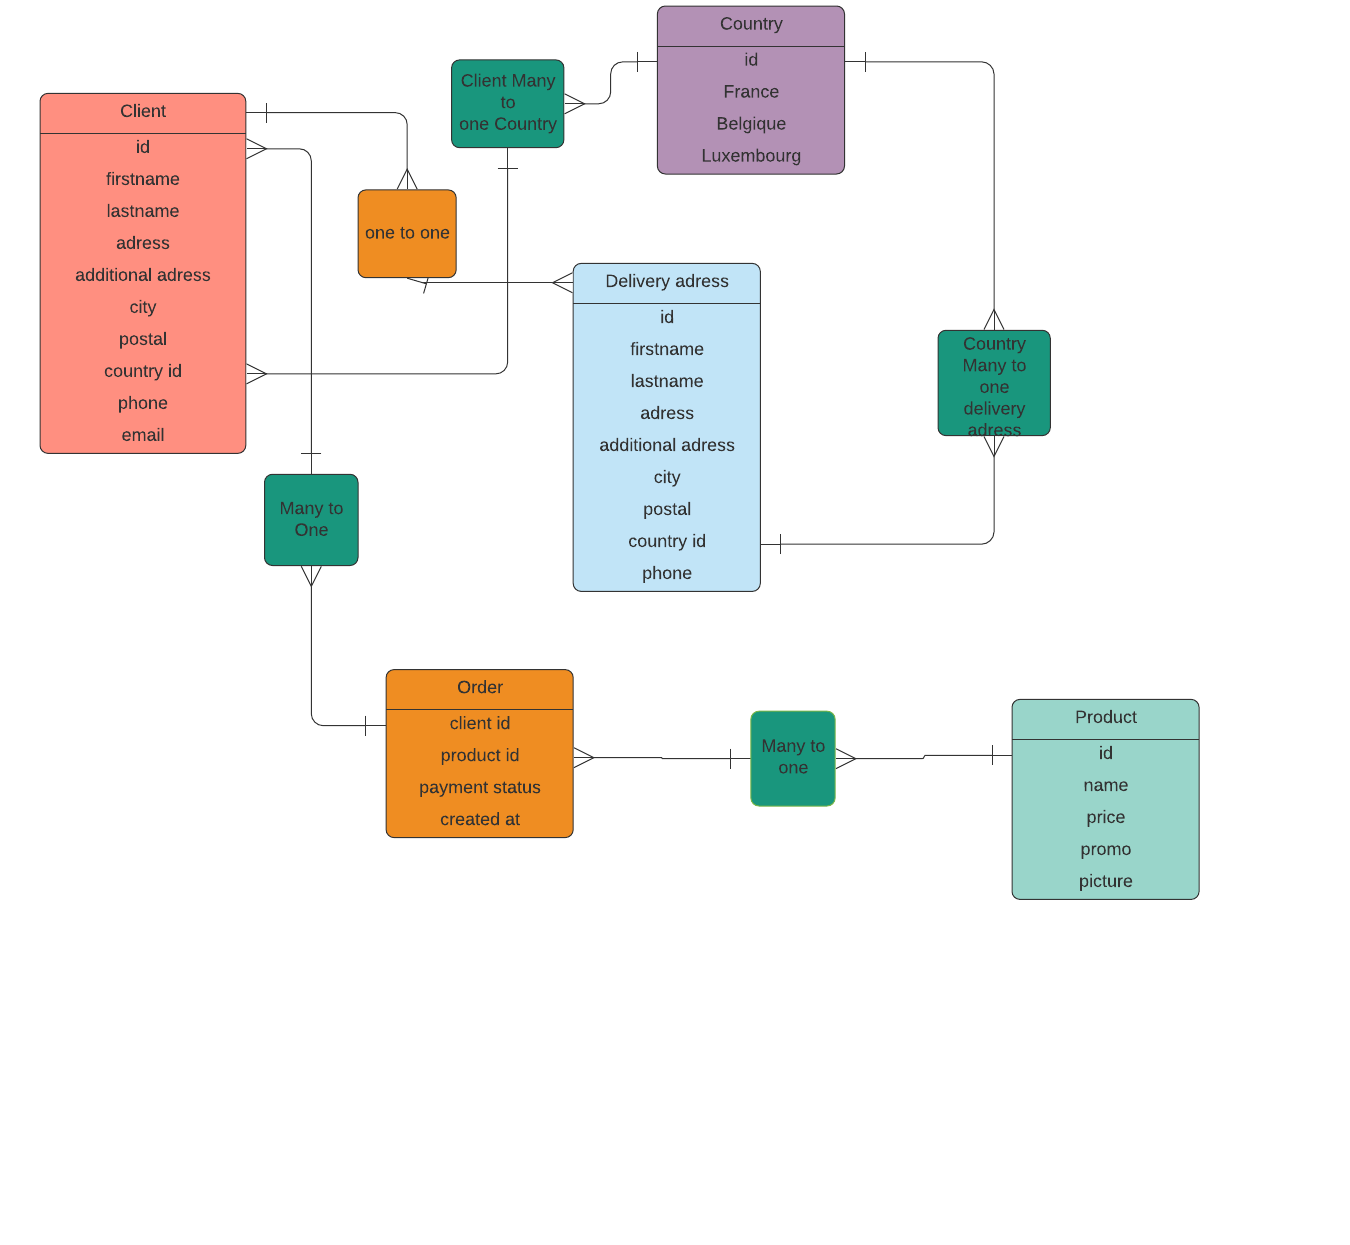 Country
id
France
Belgique
Luxembourg
Client Many
to
one Country
Client
id
firstname
lastname
adress
additional adress
city
postal
country id
phone
email
one to one
Delivery adress
id
firstname
lastname
adress
additional adress
city
postal
country id
phone
Country
Many to
one
delivery
adress
Many to
One
Order
client id
product id
payment status
created at
Many to
one
Product
id
name
price
promo
picture